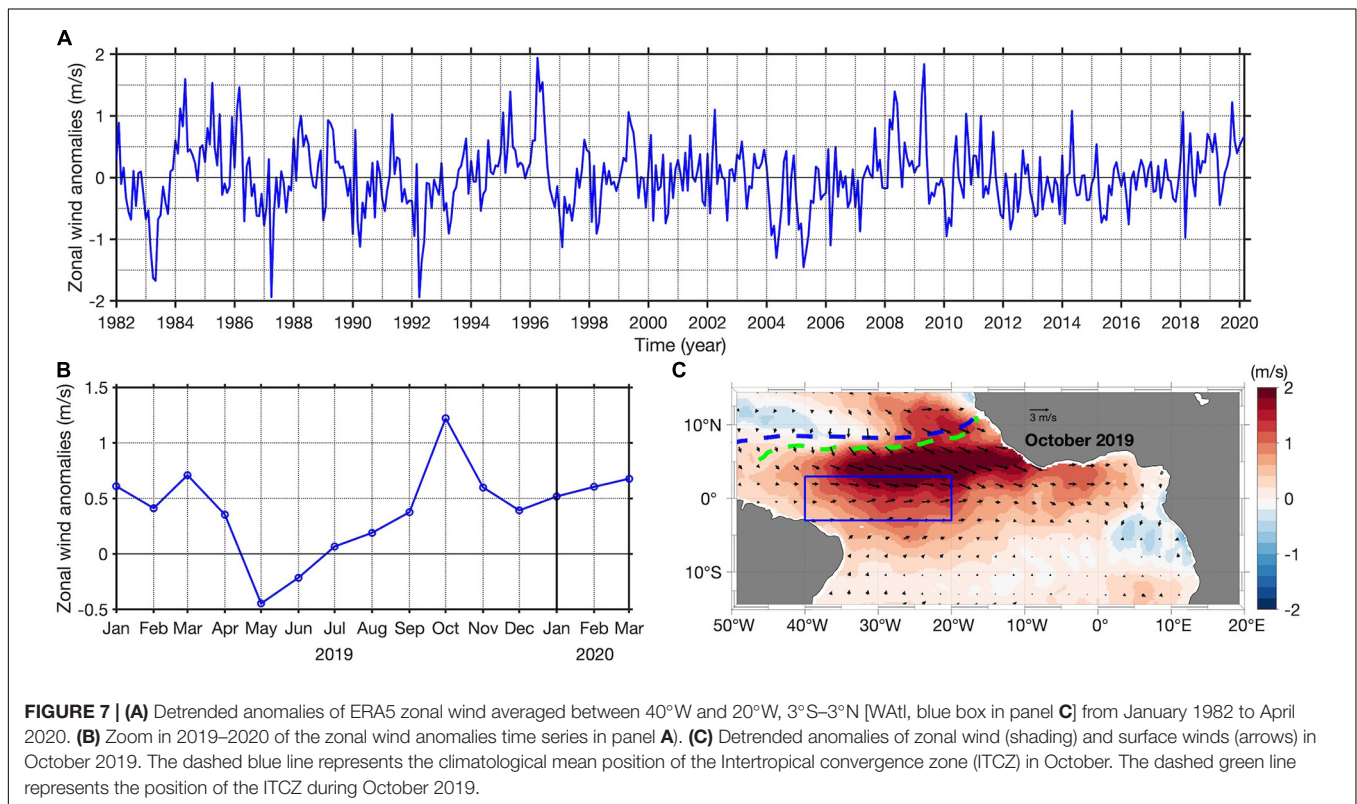 A
Zonal wind anomalies (m/s)
2
1
0
-1
-2
1982 1984 1986 1988 1990 1992 1994 1996 1998 2000 2002 2004 2006 2008 2010 2012 2014 2016 2018 2020
Time (year)
B
Zonal wind anomalies (m/s)
1.5
1
0.5
0
-0.5
Jan Feb Mar Apr May Jun Jul Aug Sep Oct Nov Dec Jan Feb Mar
2019 2020
C
(m/s)
3 m/s
October 2019
10°N
0°
10°S
50°W 40°W 30°W 20°W 10°W 0° 10°E 20°E
2
1
0
-1
-2
FIGURE 7 | (A) Detrended anomalies of ERA5 zonal wind averaged between 40°W and 20°W, 3°S–3°N [WAtl, blue box in panel C] from January 1982 to April
2020. (B) Zoom in 2019–2020 of the zonal wind anomalies time series in panel A). (C) Detrended anomalies of zonal wind (shading) and surface winds (arrows) in
October 2019. The dashed blue line represents the climatological mean position of the Intertropical convergence zone (ITCZ) in October. The dashed green line
represents the position of the ITCZ during October 2019.